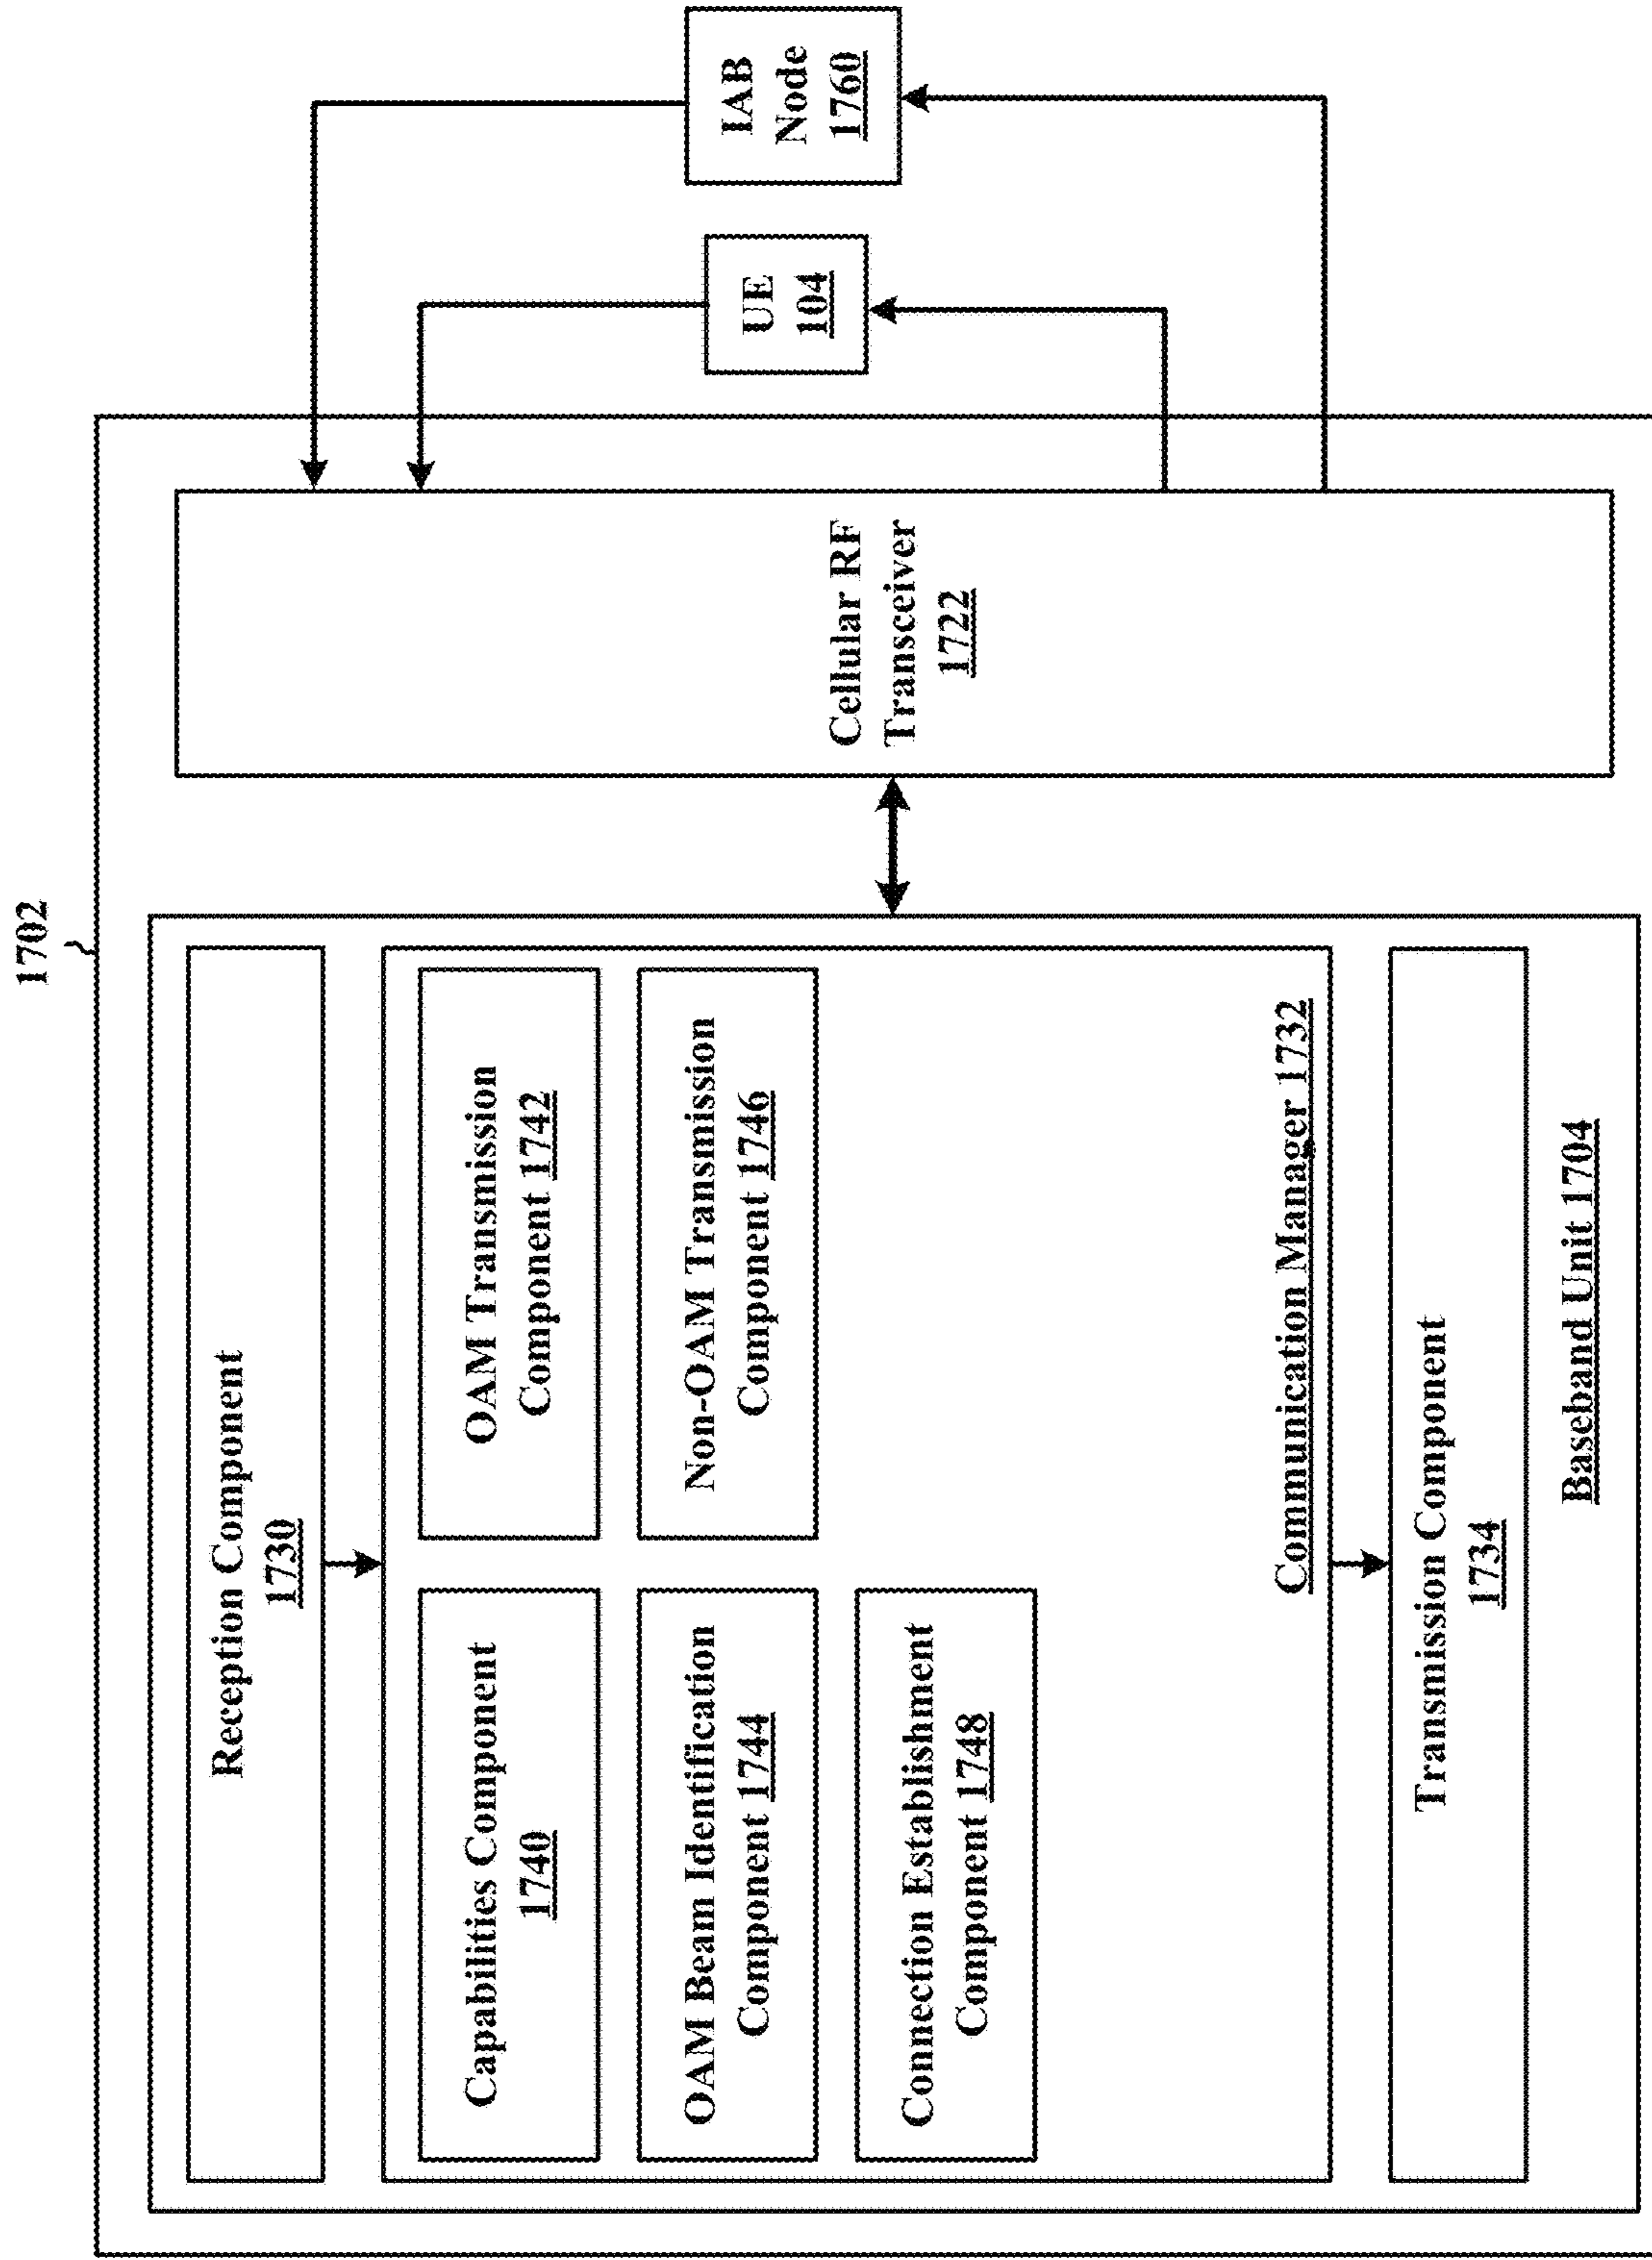 1702
Reception Component
1730
Capabilities Component
1740
OAM Transmission
Component 1742
OAM Beam Identification
Component 1744
Non-OAM Transmission
Component 1746
Connection Establishment
Component 1748
Communication Manager 1732
Transmission Component
1734
Baseband Unit 1704
Cellular RF
Transceiver
1722
UE
104
IAB
Node
1760